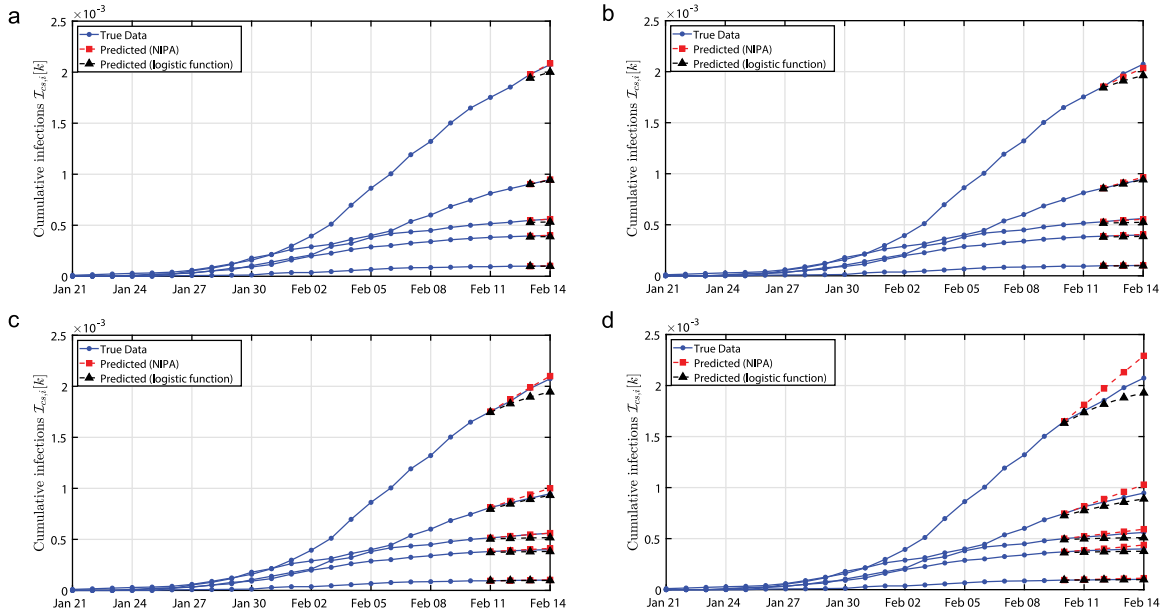 a
×10⁻³
Cumulative infections 𝓘cs,i[k]
2.5
2
1.5
1
0.5
0
True Data
Predicted (NIPA)
Predicted (logistic function)
Jan 21 Jan 24 Jan 27 Jan 30 Feb 02 Feb 05 Feb 08 Feb 11 Feb 14
b
×10⁻³
Cumulative infections 𝓘cs,i[k]
2.5
2
1.5
1
0.5
0
True Data
Predicted (NIPA)
Predicted (logistic function)
Jan 21 Jan 24 Jan 27 Jan 30 Feb 02 Feb 05 Feb 08 Feb 11 Feb 14
c
×10⁻³
Cumulative infections 𝓘cs,i[k]
2.5
2
1.5
1
0.5
0
True Data
Predicted (NIPA)
Predicted (logistic function)
Jan 21 Jan 24 Jan 27 Jan 30 Feb 02 Feb 05 Feb 08 Feb 11 Feb 14
d
×10⁻³
Cumulative infections 𝓘cs,i[k]
2.5
2
1.5
1
0.5
0
True Data
Predicted (NIPA)
Predicted (logistic function)
Jan 21 Jan 24 Jan 27 Jan 30 Feb 02 Feb 05 Feb 08 Feb 11 Feb 14